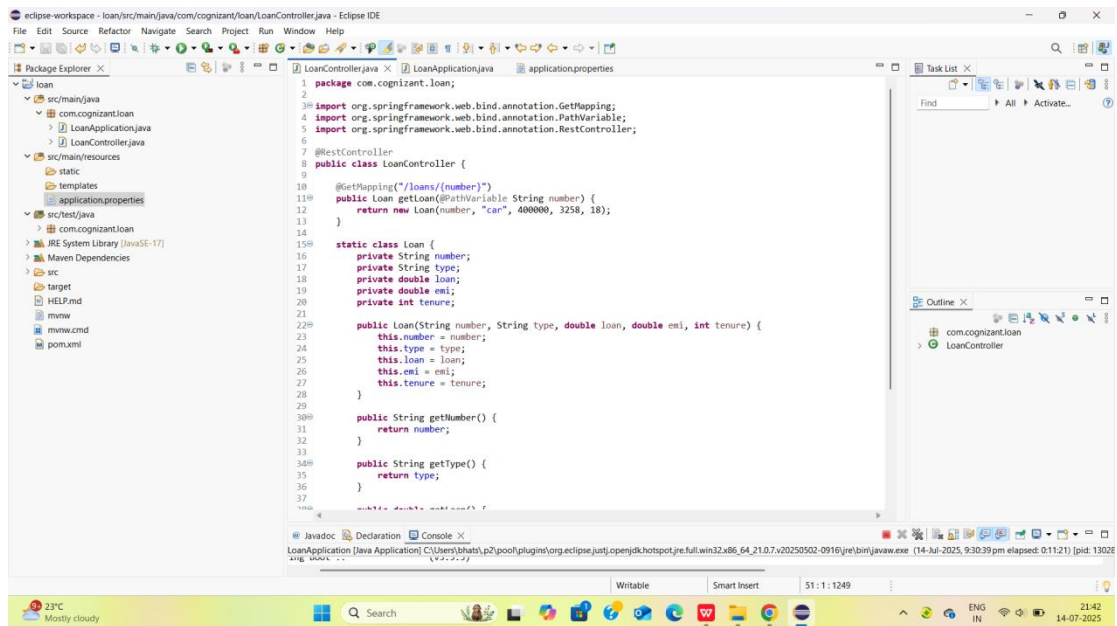 eclipse-workspace - loan/src/main/java/com/cognizant/loan/LoanController.java - Eclipse IDE
File Edit Source Refactor Navigate Search Project Run Window Help
Package Explorer
loan
src/main/java
com.cognizant.loan
LoanApplication.java
LoanController.java
src/main/resources
static
templates
application.properties
src/test/java
com.cognizant.loan
JRE System Library [JavaSE-17]
Maven Dependencies
src
target
HELP.md
mvnw
mvnw.cmd
pom.xml
LoanController.java LoanApplication.java application.properties
1 package com.cognizant.loan;
2
3 import org.springframework.web.bind.annotation.GetMapping;
4 import org.springframework.web.bind.annotation.PathVariable;
5 import org.springframework.web.bind.annotation.RestController;
6
7 @RestController
8 public class LoanController {
9
10 @GetMapping("/loans/{number}")
11 public Loan getLoan(@PathVariable String number) {
12 return new Loan(number, "car", 400000, 3258, 18);
13 }
14
15 static class Loan {
16 private String number;
17 private String type;
18 private double loan;
19 private double emi;
20 private int tenure;
21
22 public Loan(String number, String type, double loan, double emi, int tenure) {
23 this.number = number;
24 this.type = type;
25 this.loan = loan;
26 this.emi = emi;
27 this.tenure = tenure;
28 }
29
30 public String getNumber() {
31 return number;
32 }
33
34 public String getType() {
35 return type;
36 }
37
Task List
Find All Activate...
Outline
com.cognizant.loan
LoanController
Javadoc Declaration Console
LoanApplication [Java Application] C:\Users\bhats\.p2\pool\plugins\org.eclipse.justj.openjdk.hotspot.jre.full.win32.x86_64_21.0.7.v20250502-0916\jre\bin\javaw.exe (14-Jul-2025, 9:30:39 pm elapsed: 0:11:21) [pid: 13028
Writable Smart Insert 51 : 1 : 1249
23°C
Mostly cloudy
Search
ENG
IN
21:42
14-07-2025